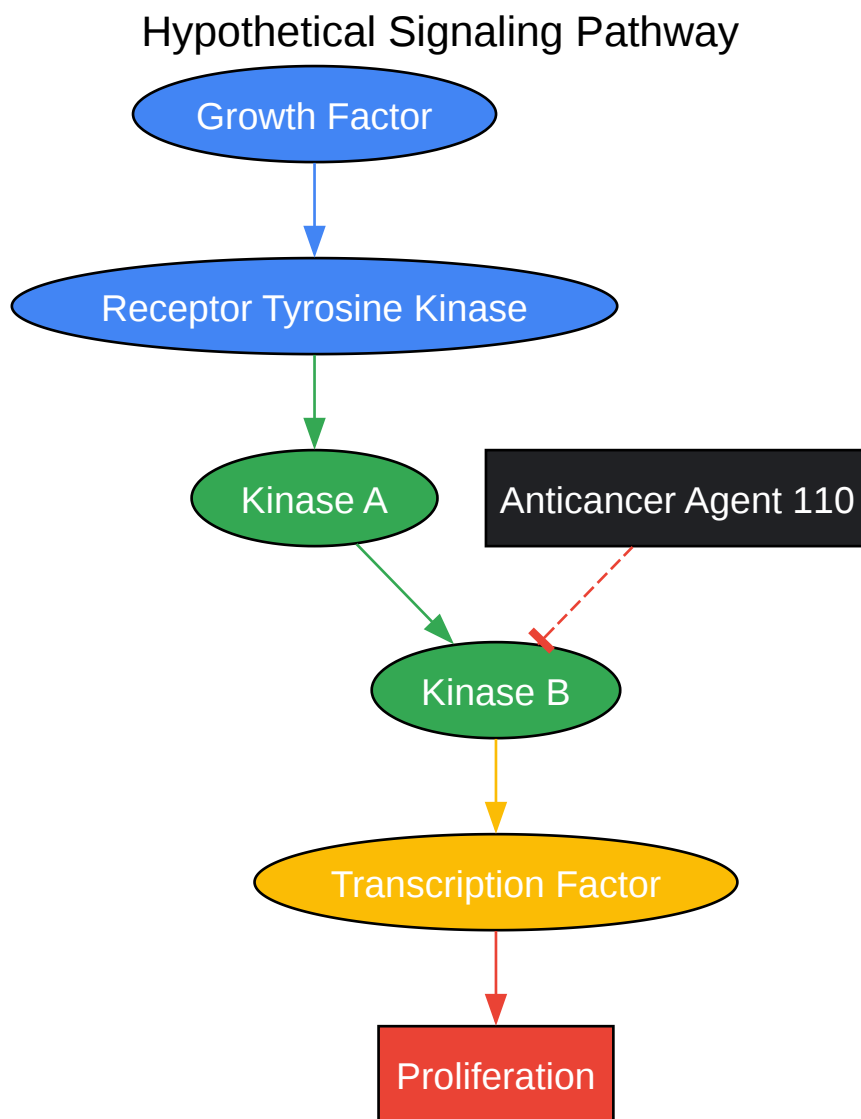 Hypothetical Signaling Pathway
Growth Factor
Receptor Tyrosine Kinase
Kinase A
Anticancer Agent 110
Kinase B
Transcription Factor
Proliferation